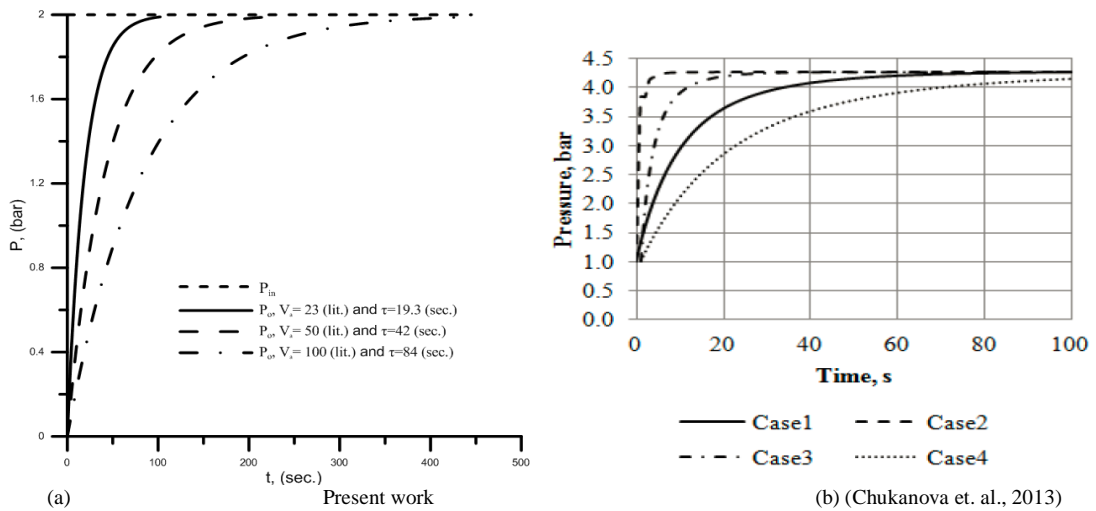 2
1.6
1.2
0.8
0.4
0
P, (bar)
P_in
P_o, V_s= 23 (lit.) and τ=19.3 (sec.)
P_o, V_s= 50 (lit.) and τ=42 (sec.)
P_o, V_s= 100 (lit.) and τ=84 (sec.)
0 100 200 300 400 500
t, (sec.)
(a) Present work
4.5
4.0
3.5
3.0
2.5
2.0
1.5
1.0
0.5
0.0
Pressure, bar
0 20 40 60 80 100
Time, s
Case1 Case2
Case3 Case4
(b) (Chukanova et. al., 2013)